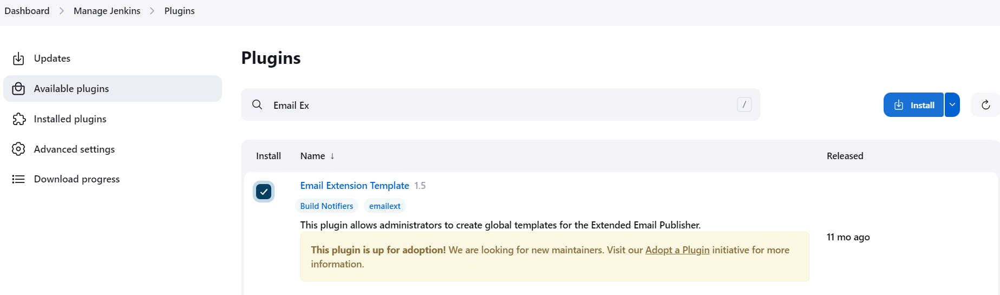 Dashboard > Manage Jenkins > Plugins
Updates
Available plugins
Installed plugins
Advanced settings
Download progress
Plugins
Email Ex /
Install
Install Name ↓ Released
Email Extension Template 1.5
Build Notifiers emailext
This plugin allows administrators to create global templates for the Extended Email Publisher.
This plugin is up for adoption! We are looking for new maintainers. Visit our Adopt a Plugin initiative for more
information.
11 mo ago